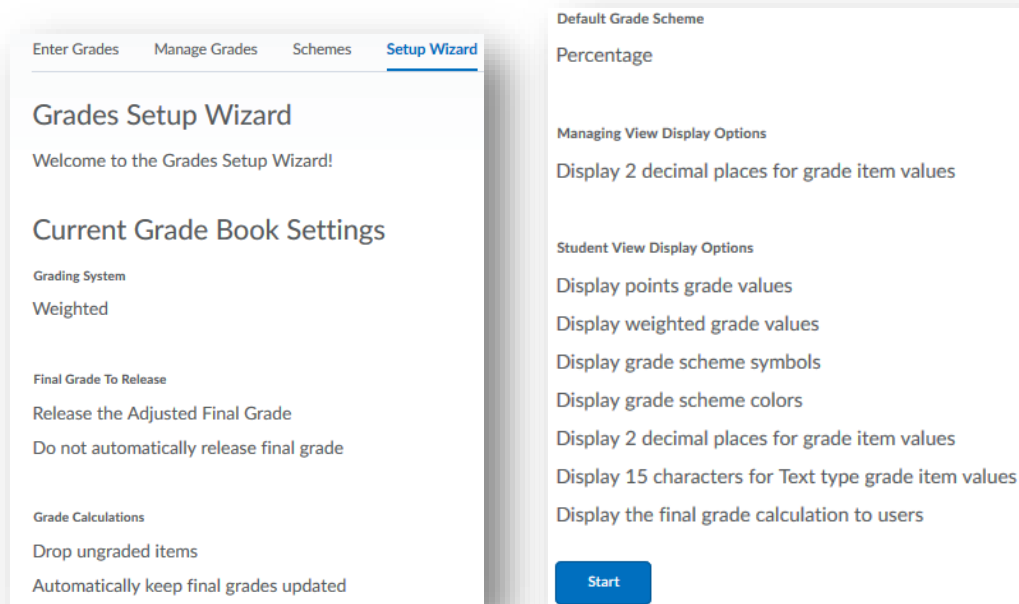 Enter Grades Manage Grades Schemes Setup Wizard
Grades Setup Wizard
Welcome to the Grades Setup Wizard!
Current Grade Book Settings
Grading System
Weighted
Final Grade To Release
Release the Adjusted Final Grade
Do not automatically release final grade
Grade Calculations
Drop ungraded items
Automatically keep final grades updated
Default Grade Scheme
Percentage
Managing View Display Options
Display 2 decimal places for grade item values
Student View Display Options
Display points grade values
Display weighted grade values
Display grade scheme symbols
Display grade scheme colors
Display 2 decimal places for grade item values
Display 15 characters for Text type grade item values
Display the final grade calculation to users
Start